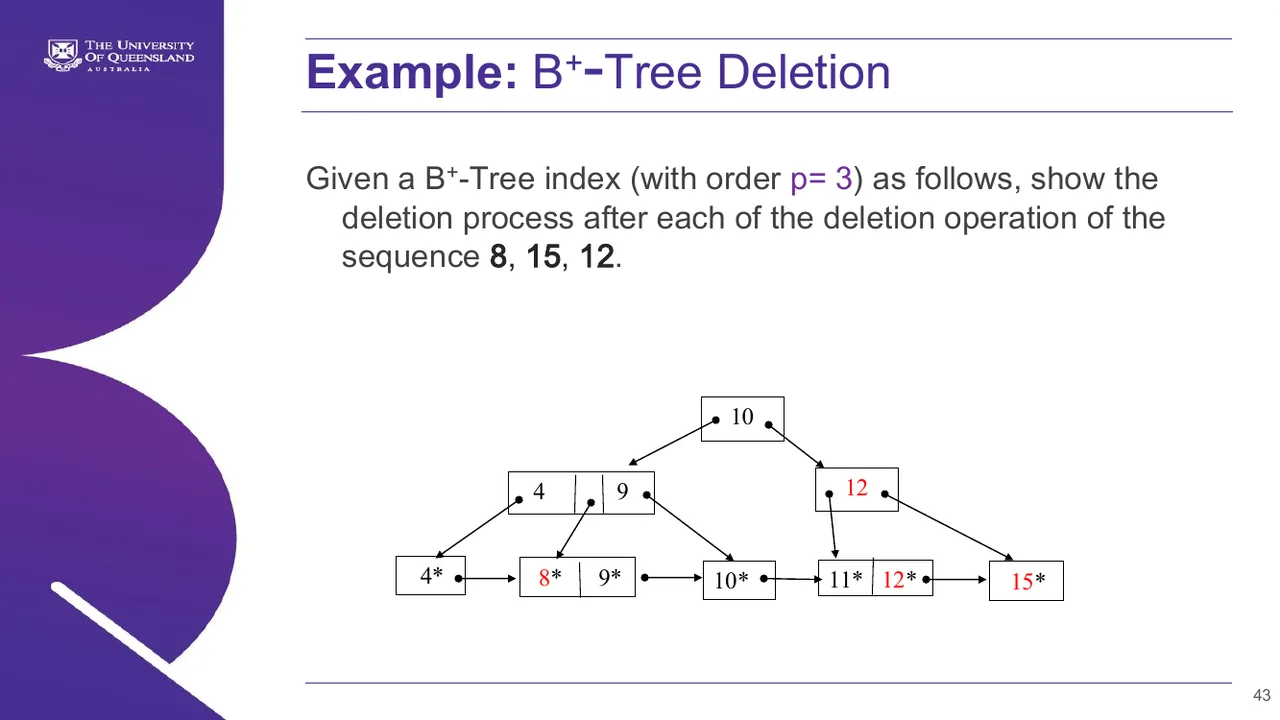 THE UNIVERSITY
OF QUEENSLAND
AUSTRALIA
Example: B+-Tree Deletion
Given a B+-Tree index (with order p= 3) as follows, show the
deletion process after each of the deletion operation of the
sequence 8, 15, 12.
10
4 9 12
4* 8* 9* 10* 11* 12* 15*
43